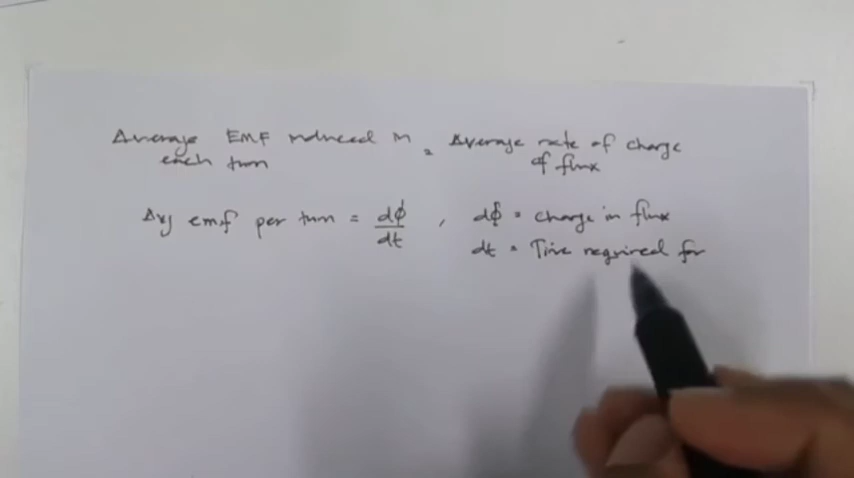 Average EMF induced in = Average rate of change
each turn of flux
Avg emf per turn = dϕ/dt , dϕ = change in flux
dt = Time required for